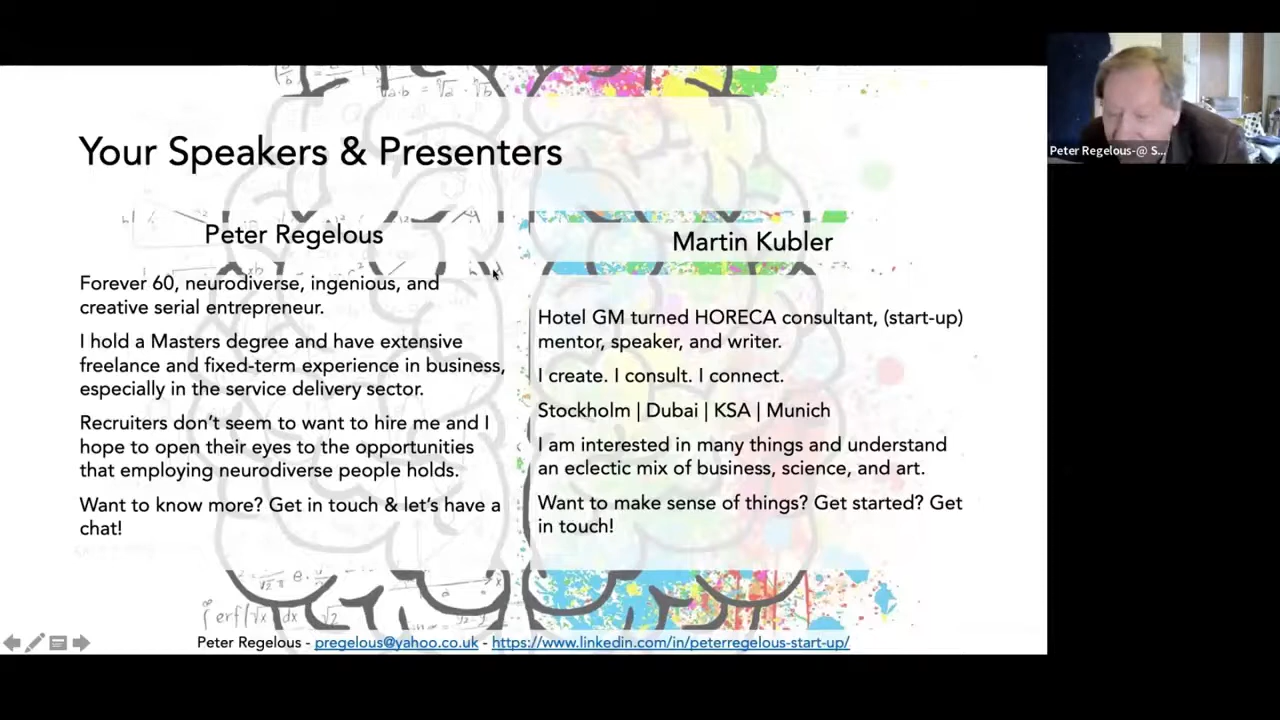 Your Speakers & Presenters
Peter Regelous
Forever 60, neurodiverse, ingenious, and
creative serial entrepreneur.
I hold a Masters degree and have extensive
freelance and fixed-term experience in business,
especially in the service delivery sector.
Recruiters don't seem to want to hire me and I
hope to open their eyes to the opportunities
that employing neurodiverse people holds.
Want to know more? Get in touch & let's have a
chat!
Martin Kubler
Hotel GM turned HORECA consultant, (start-up)
mentor, speaker, and writer.
I create. I consult. I connect.
Stockholm | Dubai | KSA | Munich
I am interested in many things and understand
an eclectic mix of business, science, and art.
Want to make sense of things? Get started? Get
in touch!
Peter Regelous - pregelous@yahoo.co.uk - https://www.linkedin.com/in/peterregelous-start-up/
Peter Regelous-@ S...